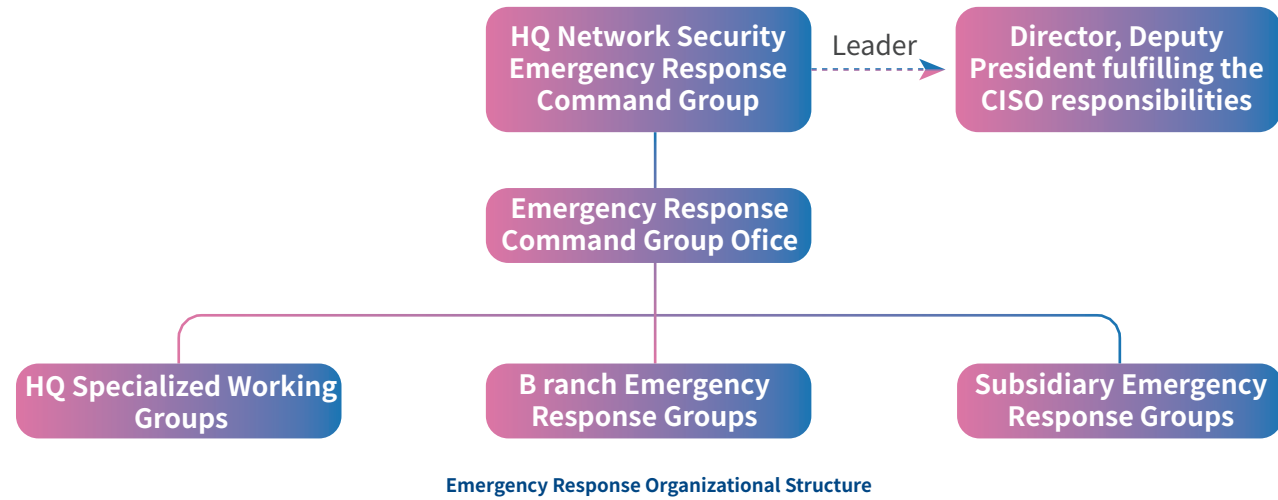 HQ Network Security
Emergency Response
Command Group
Leader
Director, Deputy
President fulfilling the
CISO responsibilities
Emergency Response
Command Group Ofice
HQ Specialized Working
Groups
B ranch Emergency
Response Groups
Subsidiary Emergency
Response Groups
Emergency Response Organizational Structure